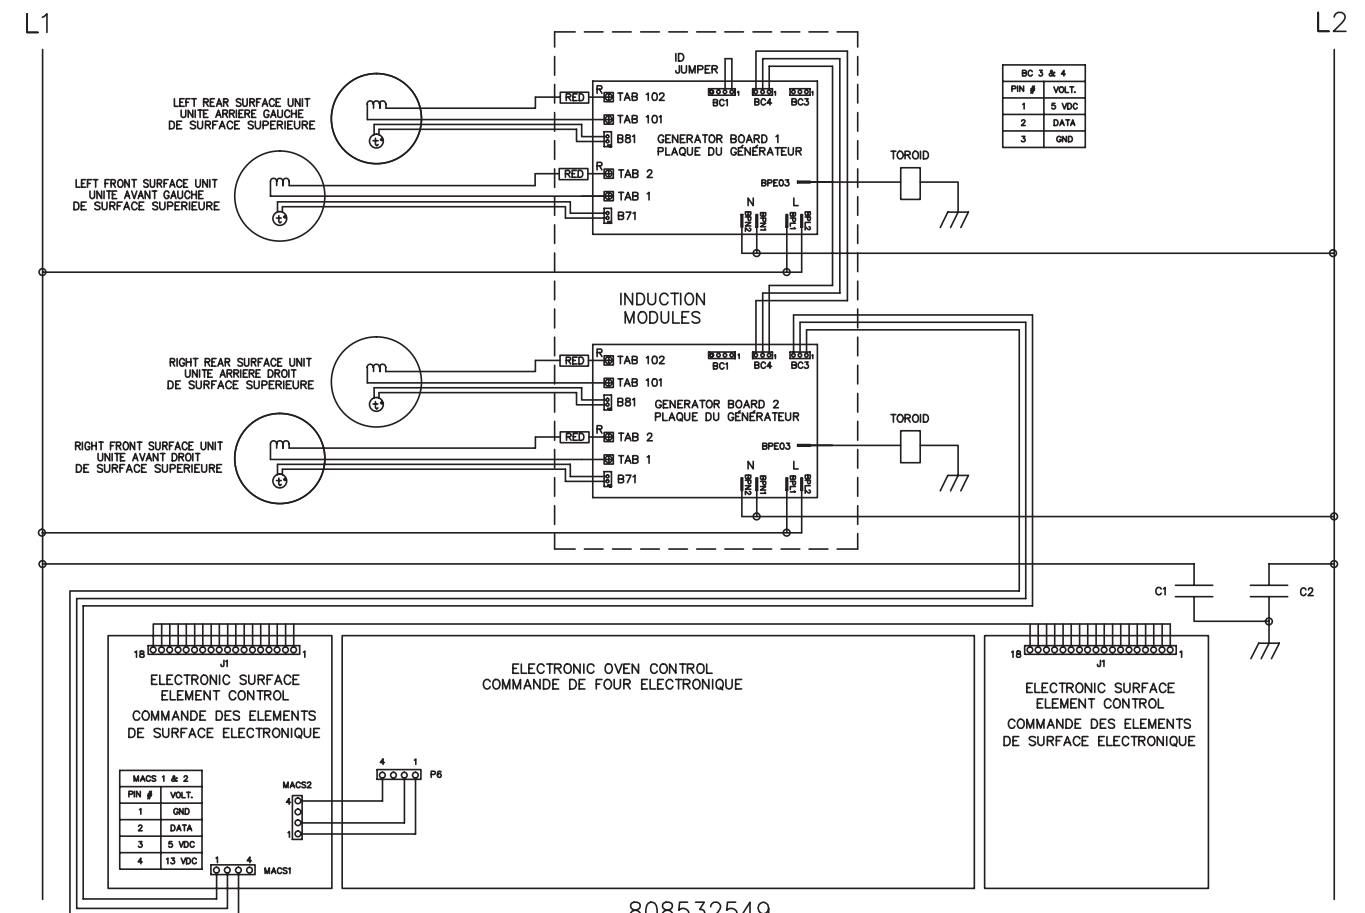 L1
L2
ID
JUMPER
BC 3 & 4
PIN # VOLT.
1 5 VDC
2 DATA
3 GND
LEFT REAR SURFACE UNIT
UNITE ARRIERE GAUCHE
DE SURFACE SUPERIEURE
RED
R
TAB 102
TAB 101
B81
BC1
1
BC4
BC3
1
GENERATOR BOARD 1
PLAQUE DU GÉNÉRATEUR
LEFT FRONT SURFACE UNIT
UNITE AVANT GAUCHE
DE SURFACE SUPERIEURE
RED
R
TAB 2
TAB 1
B71
BPE03
TOROID
N
L
BPN2
BPN1
BPL1
BPL2
INDUCTION
MODULES
RIGHT REAR SURFACE UNIT
UNITE ARRIERE DROIT
DE SURFACE SUPERIEURE
RED
R
TAB 102
TAB 101
B81
BC1
1
BC4
1
BC3
1
GENERATOR BOARD 2
PLAQUE DU GÉNÉRATEUR
RIGHT FRONT SURFACE UNIT
UNITE AVANT DROIT
DE SURFACE SUPERIEURE
RED
R
TAB 2
TAB 1
B71
BPE03
TOROID
N
L
BPN2
BPN1
BPL1
BPL2
C1
C2
18
1
J1
ELECTRONIC SURFACE
ELEMENT CONTROL
COMMANDE DES ELEMENTS
DE SURFACE ELECTRONIQUE
ELECTRONIC OVEN CONTROL
COMMANDE DE FOUR ELECTRONIQUE
18
1
J1
ELECTRONIC SURFACE
ELEMENT CONTROL
COMMANDE DES ELEMENTS
DE SURFACE ELECTRONIQUE
MACS 1 & 2
PIN # VOLT.
1 GND
2 DATA
3 5 VDC
4 13 VDC
MACS2
4
1
4 1
P6
1 4
MACS1
808532549